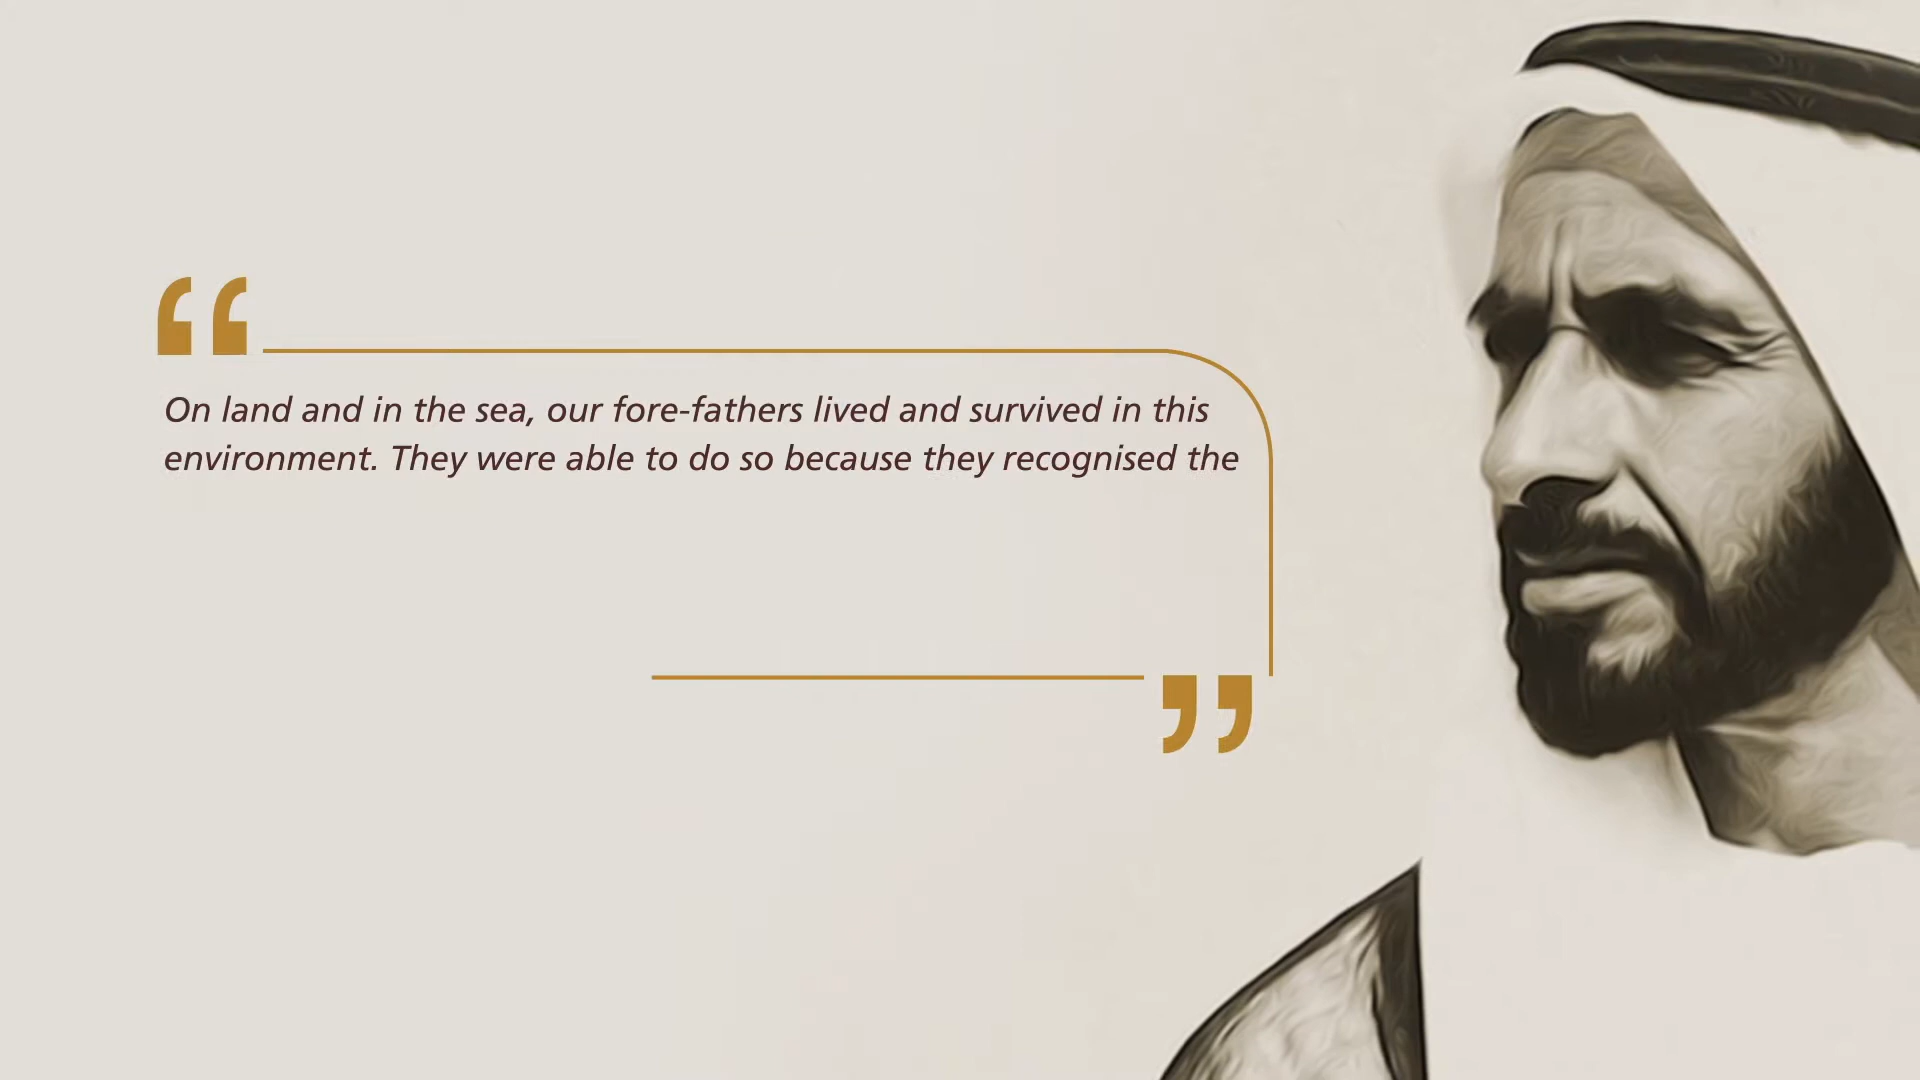 On land and in the sea, our fore-fathers lived and survived in this
environment. They were able to do so because they recognised the